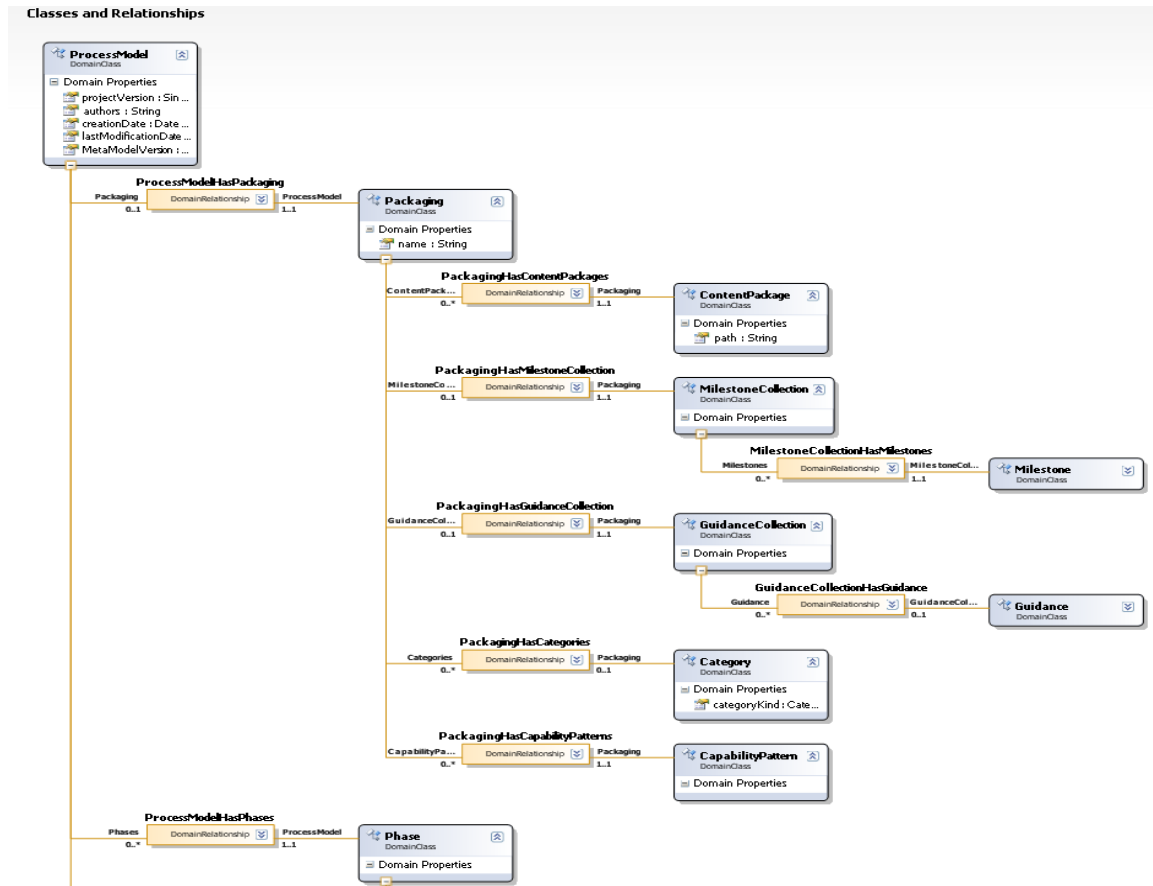 Classes and Relationships
ProcessModel
DomainClass
Domain Properties
projectVersion : Sin ...
authors : String
creationDate : Date ...
lastModificationDate ...
MetaModelVersion : ...
ProcessModelHasPackaging
Packaging DomainRelationship ProcessModel
0..1 1..1
Packaging
DomainClass
Domain Properties
name : String
PackagingHasContentPackages
ContentPack... DomainRelationship Packaging
0..* 1..1
ContentPackage
DomainClass
Domain Properties
path : String
PackagingHasMilestoneCollection
MilestoneCo... DomainRelationship Packaging
0..1 1..1
MilestoneCollection
DomainClass
Domain Properties
MilestoneCollectionHasMilestones
Milestones DomainRelationship MilestoneCol...
0..* 1..1
Milestone
DomainClass
PackagingHasGuidanceCollection
GuidanceCol... DomainRelationship Packaging
0..1 1..1
GuidanceCollection
DomainClass
Domain Properties
GuidanceCollectionHasGuidance
Guidance DomainRelationship GuidanceCol...
0..* 0..1
Guidance
DomainClass
PackagingHasCategories
Categories DomainRelationship Packaging
0..* 0..1
Category
DomainClass
Domain Properties
categoryKind : Cate...
PackagingHasCapabilityPatterns
CapabilityPa... DomainRelationship Packaging
0..* 1..1
CapabilityPattern
DomainClass
Domain Properties
ProcessModelHasPhases
Phases DomainRelationship ProcessModel
0..* 1..1
Phase
DomainClass
Domain Properties